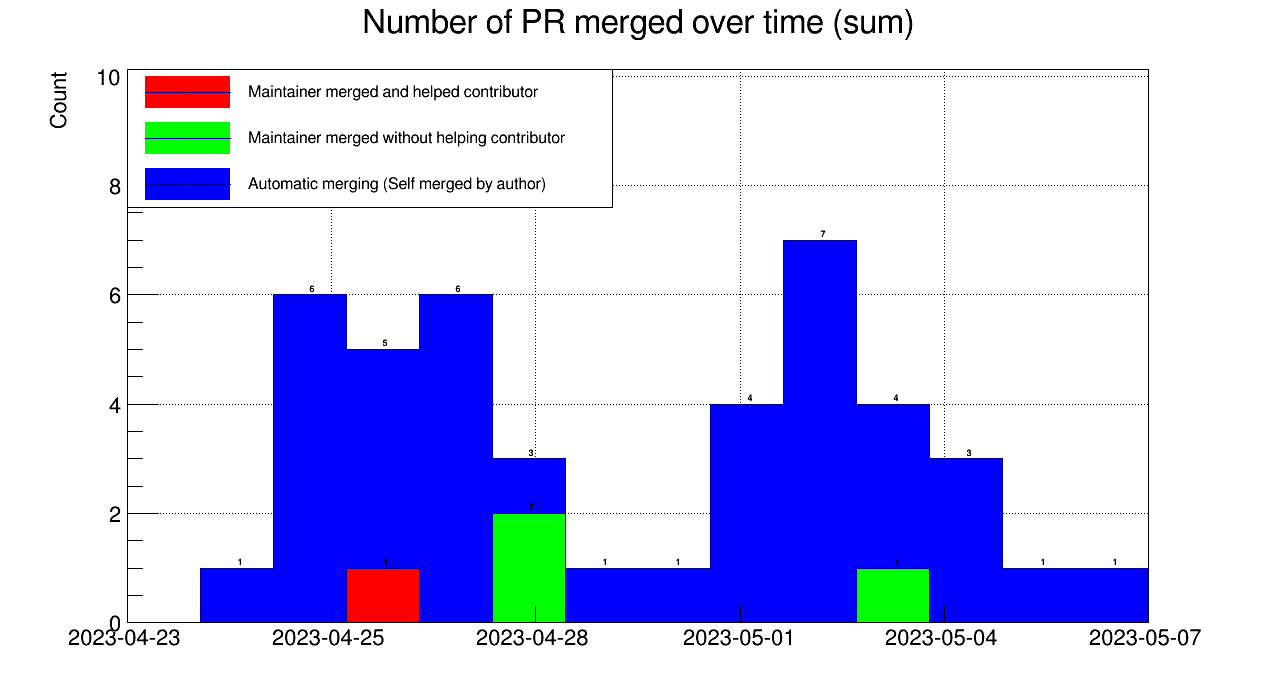 Number of PR merged over time (sum)
Count
10
8
6
4
2
0
Maintainer merged and helped contributor
Maintainer merged without helping contributor
Automatic merging (Self merged by author)
1 6 5 6 3 1 1 4 7 4 3 1 1
1 2 1
2023-04-23 2023-04-25 2023-04-28 2023-05-01 2023-05-04 2023-05-07